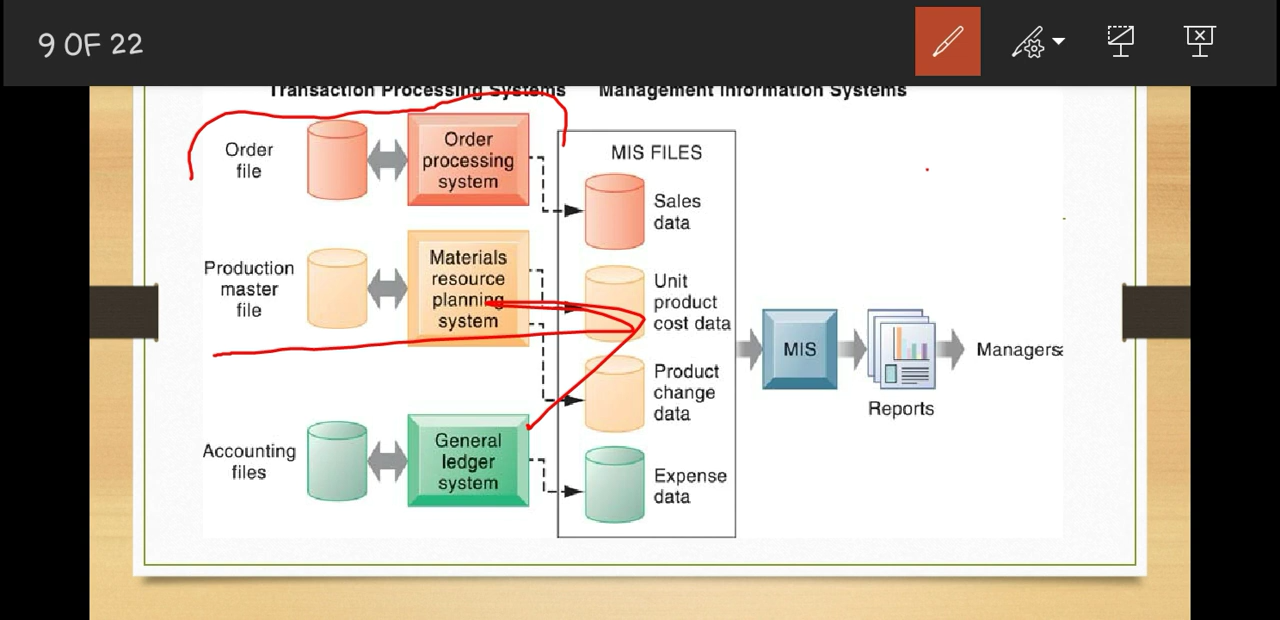 9 OF 22
Transaction Processing Systems
Management Information Systems
Order
file
Order
processing
system
MIS FILES
Sales
data
Production
master
file
Materials
resource
planning
system
Unit
product
cost data
Product
change
data
MIS
Reports
Managers
Accounting
files
General
ledger
system
Expense
data